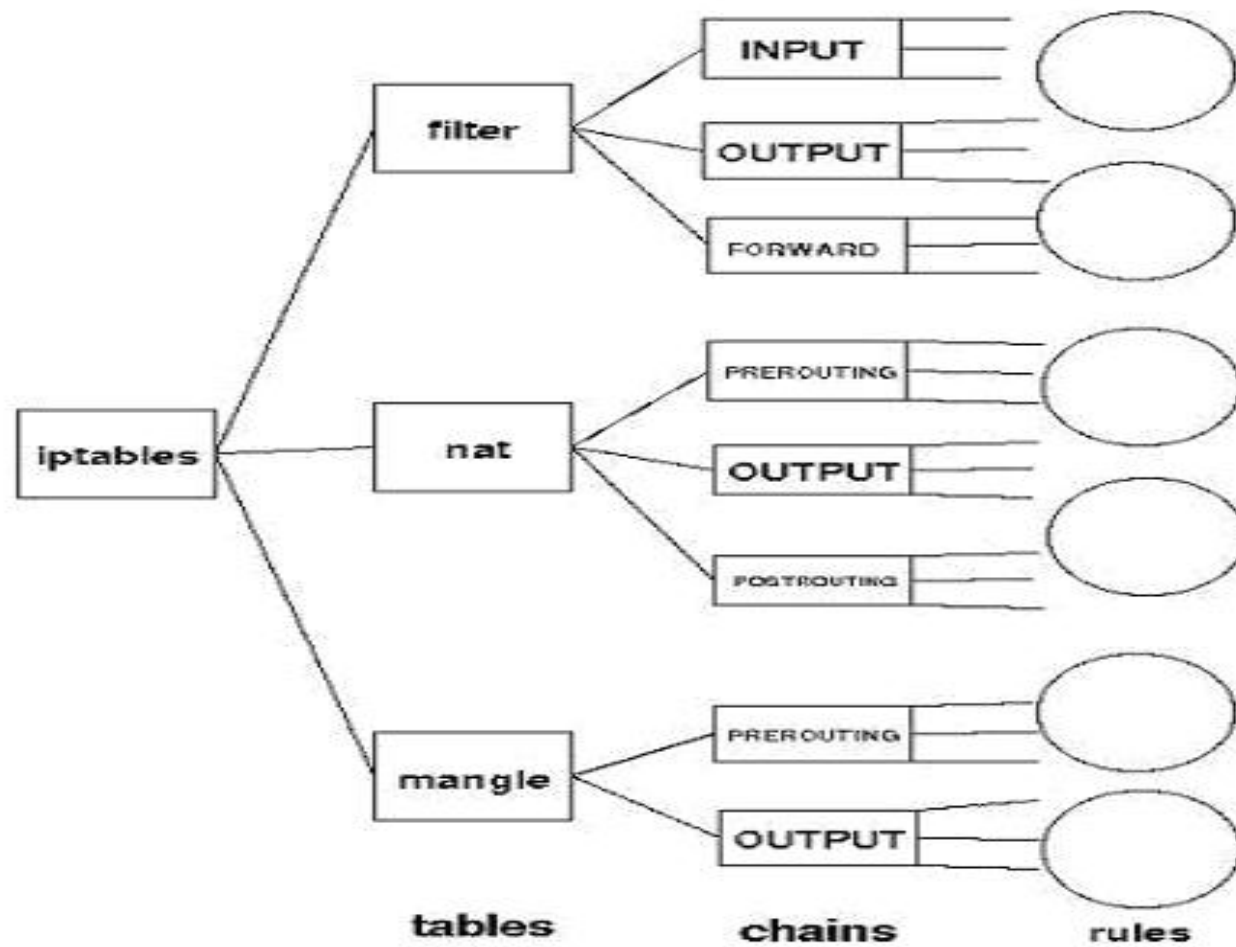 iptables
filter
nat
mangle
INPUT
OUTPUT
FORWARD
PREROUTING
OUTPUT
POSTROUTING
PREROUTING
OUTPUT
tables
chains
rules